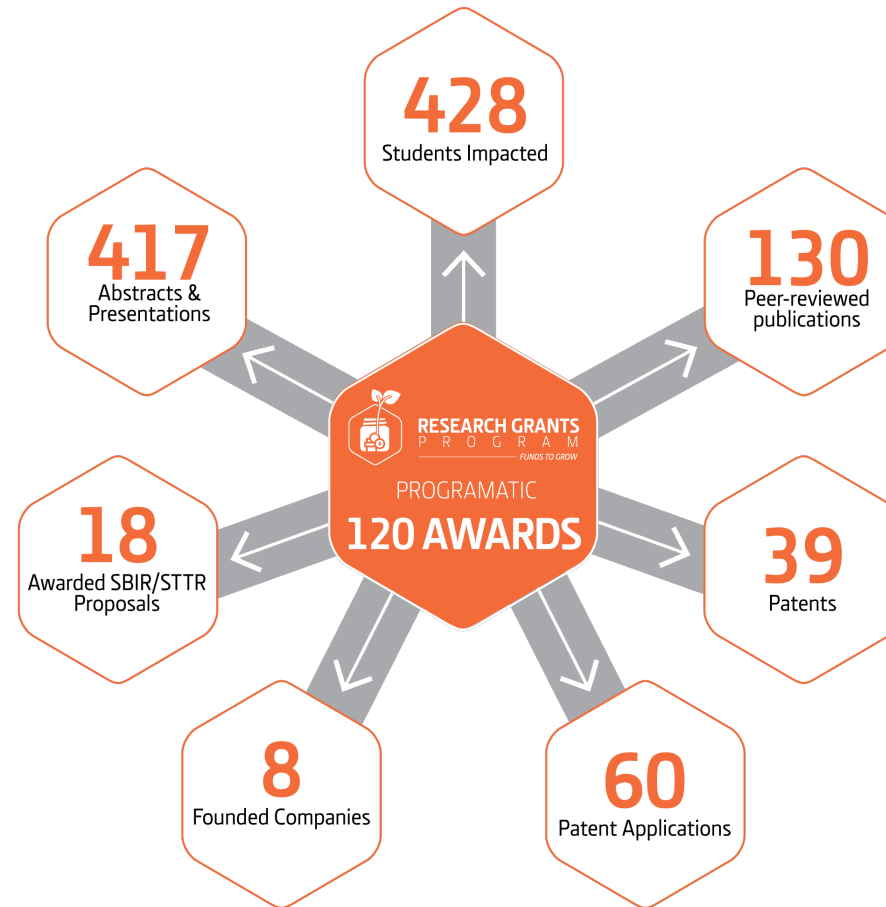 428
Students Impacted
417
Abstracts &
Presentations
130
Peer-reviewed
publications
RESEARCH GRANTS
PROGRAM
FUNDS TO GROW
PROGRAMATIC
120 AWARDS
18
Awarded SBIR/STTR
Proposals
39
Patents
8
Founded Companies
60
Patent Applications